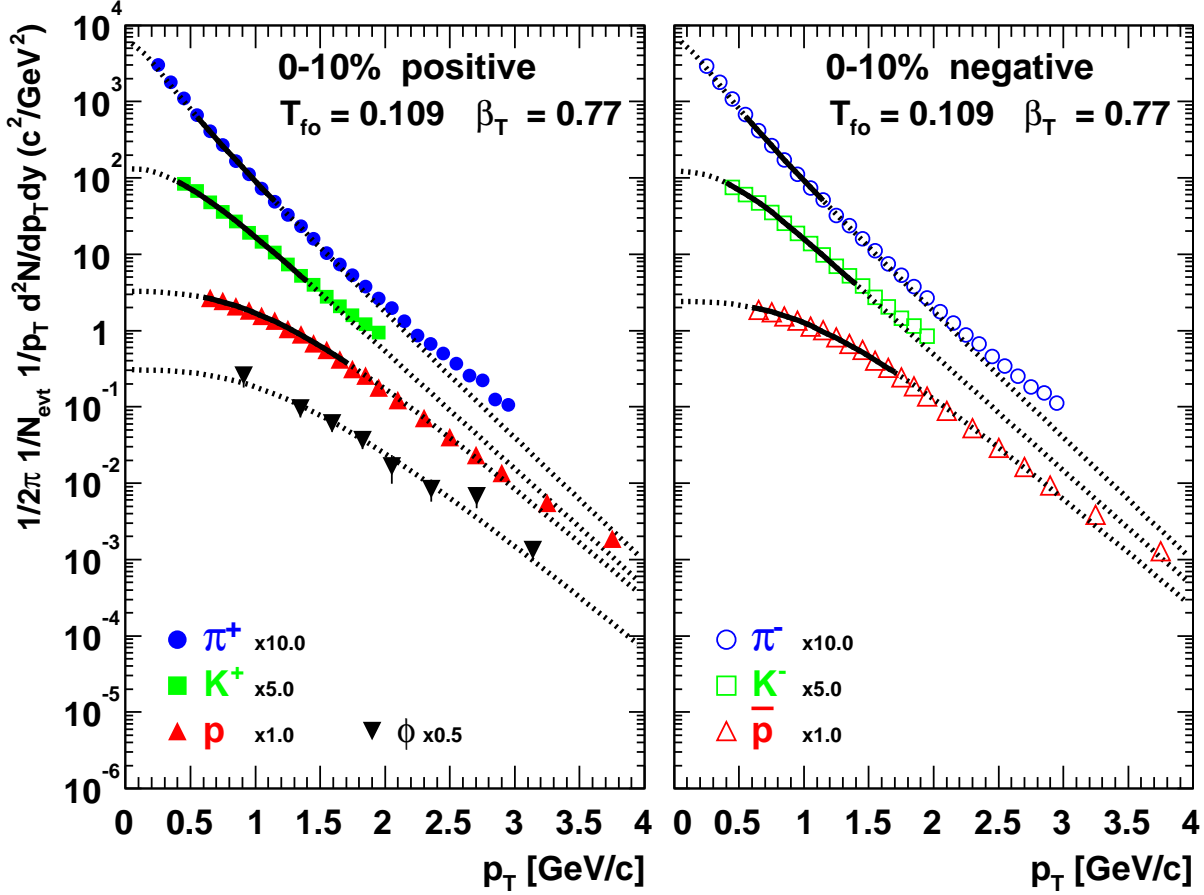 1/2π 1/N_evt 1/p_T d²N/dp_Tdy (c²/GeV²)
10⁴
10³
10²
10
1
10⁻¹
10⁻²
10⁻³
10⁻⁴
10⁻⁵
10⁻⁶
0-10% positive
T_fo = 0.109 β_T = 0.77
π⁺ x10.0
K⁺ x5.0
p x1.0
ϕ x0.5
0 0.5 1 1.5 2 2.5 3 3.5 4
p_T [GeV/c]
0-10% negative
T_fo = 0.109 β_T = 0.77
π⁻ x10.0
K⁻ x5.0
p̅ x1.0
0 0.5 1 1.5 2 2.5 3 3.5 4
p_T [GeV/c]